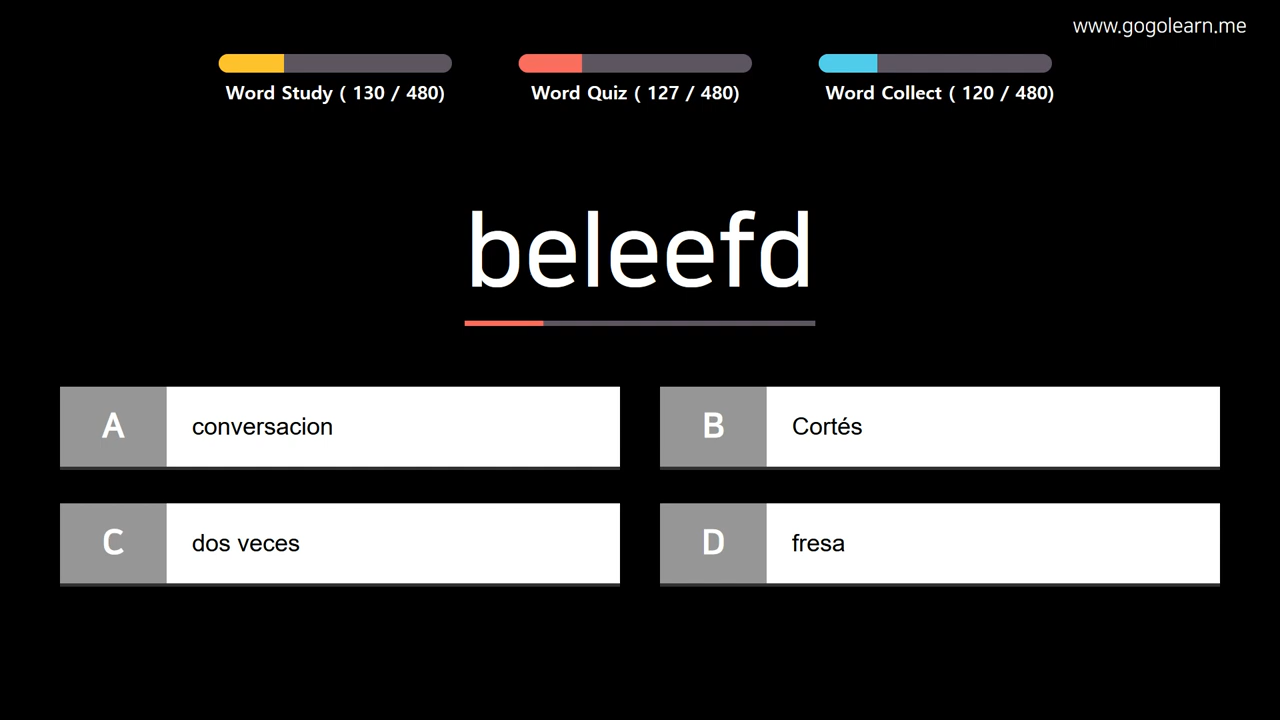 www.gogolearn.me
Word Study ( 130 / 480)
Word Quiz ( 127 / 480)
Word Collect ( 120 / 480)
beleefd
A conversacion
B Cortés
C dos veces
D fresa